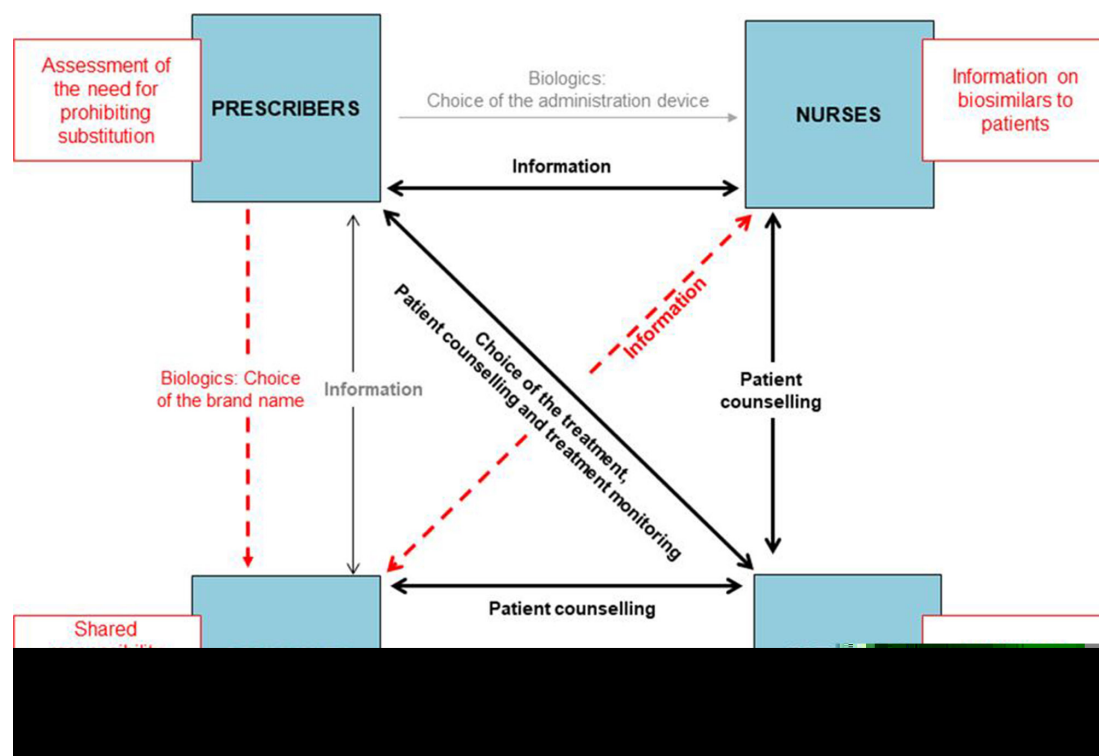 Assessment of
the need for
prohibiting
substitution
PRESCRIBERS
Biologics:
Choice of the administration device
NURSES
Information on
biosimilars to
patients
Information
Information
Choice of the treatment,
Patient counselling and treatment monitoring
Biologics: Choice
of the brand name
Information
Patient
counselling
Patient counselling
Shared